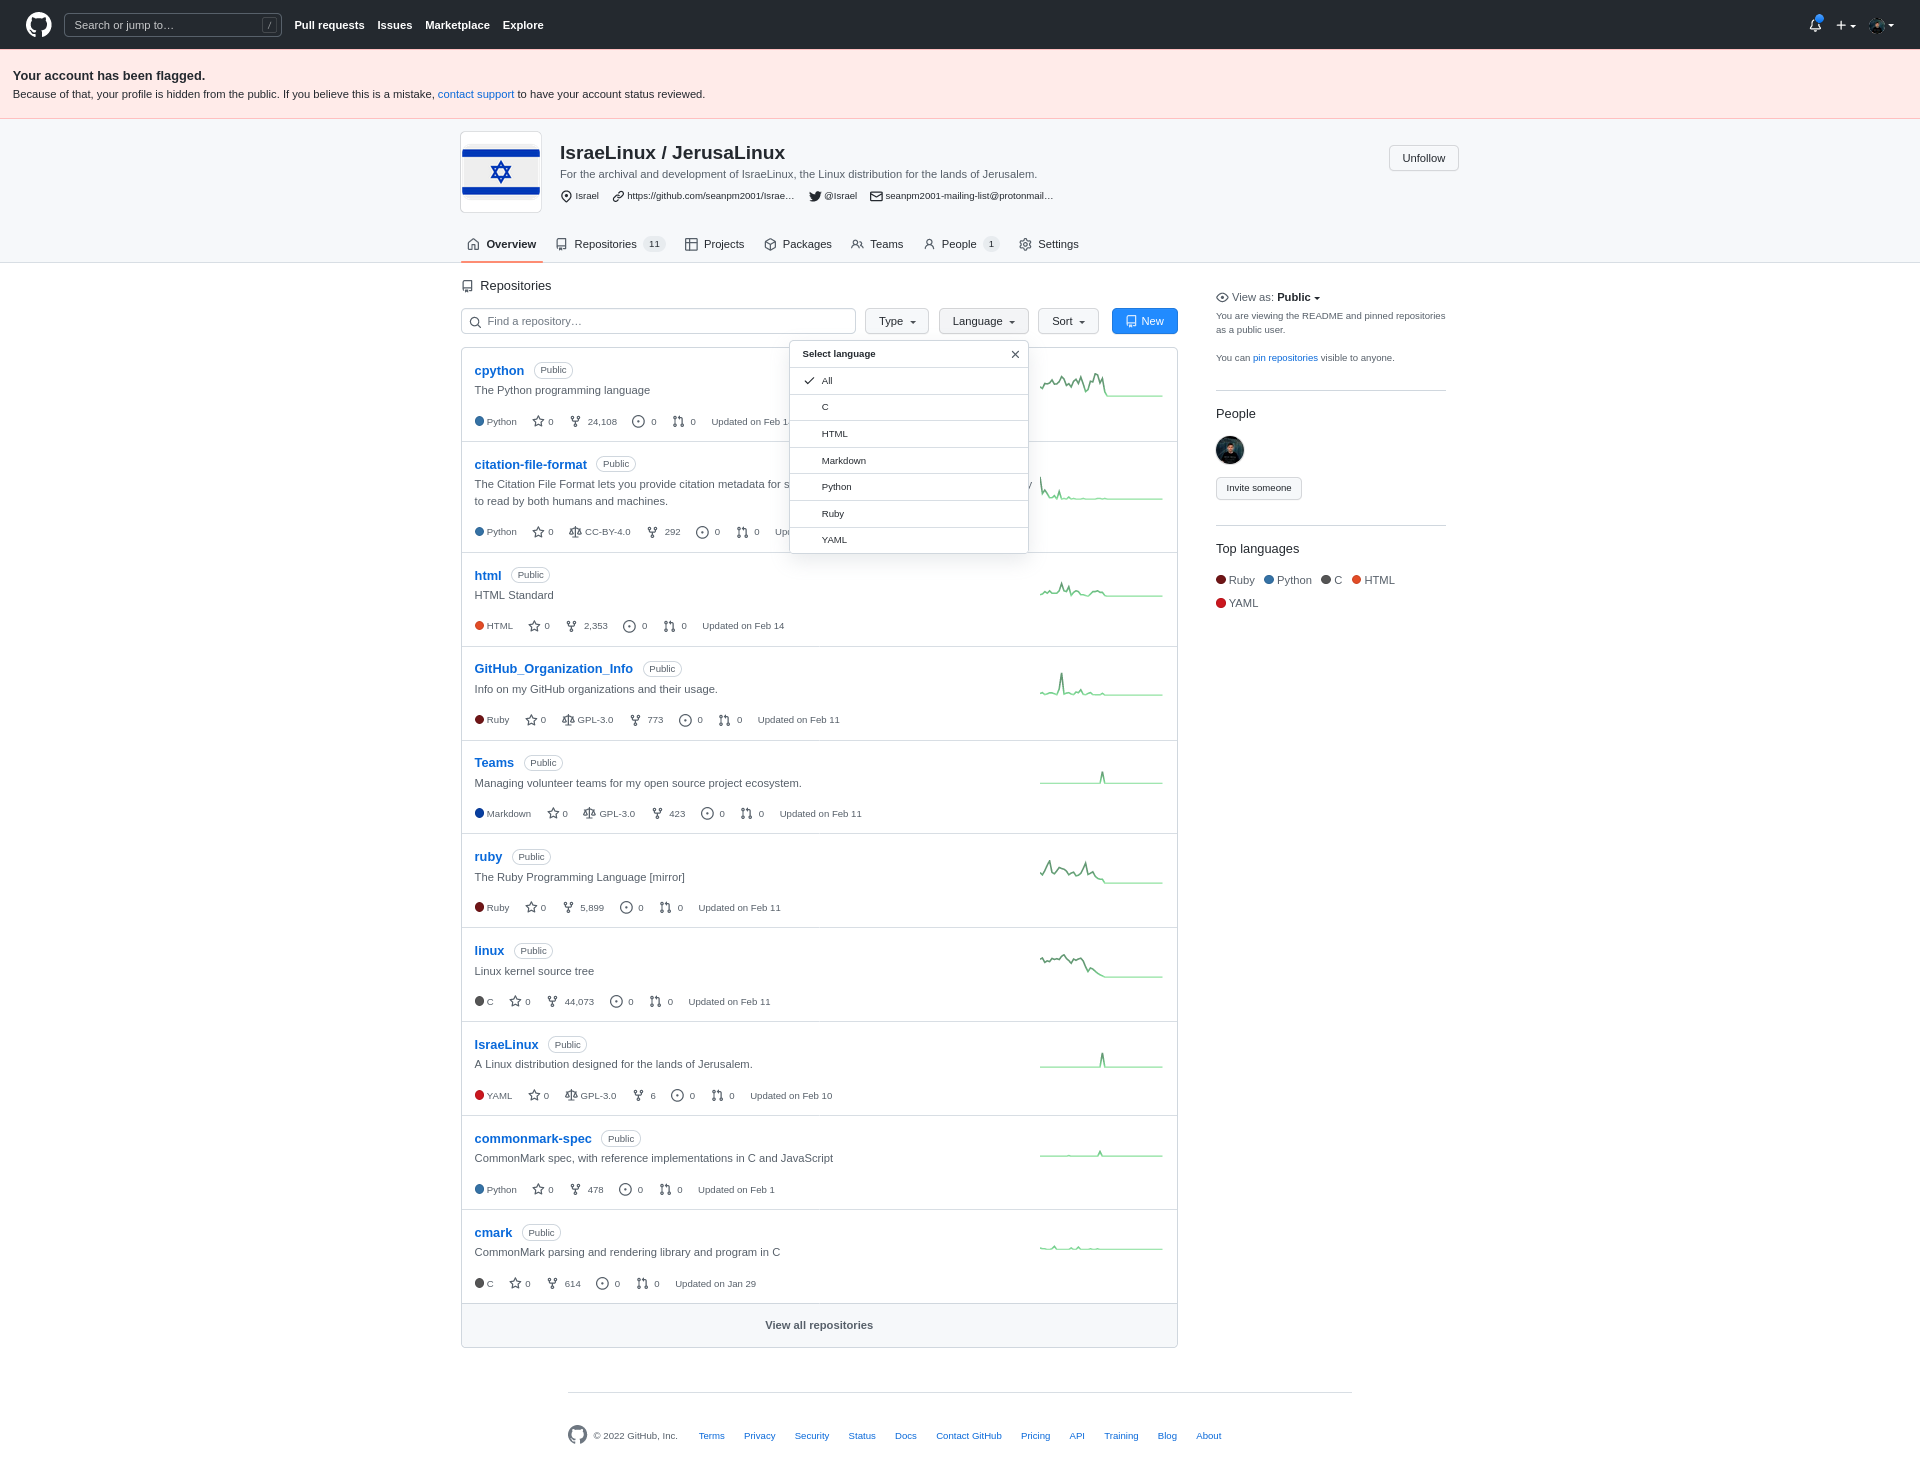 Search or jump to…
/
Pull requests Issues Marketplace Explore
Your account has been flagged.
Because of that, your profile is hidden from the public. If you believe this is a mistake, contact support to have your account status reviewed.
IsraeLinux / JerusaLinux
For the archival and development of IsraeLinux, the Linux distribution for the lands of Jerusalem.
Israel https://github.com/seanpm2001/Israe… @Israel seanpm2001-mailing-list@protonmail…
Unfollow
Overview Repositories 11 Projects Packages Teams People 1 Settings
Repositories
Find a repository… Type Language Sort New
Select language
All
C
HTML
Markdown
Python
Ruby
YAML
cpython Public
The Python programming language
Python 0 24,108 0 0 Updated on Feb
citation-file-format Public
The Citation File Format lets you provide citation metadata for
to read by both humans and machines.
Python 0 CC-BY-4.0 292 0 0
html Public
HTML Standard
HTML 0 2,353 0 0 Updated on Feb 14
GitHub_Organization_Info Public
Info on my GitHub organizations and their usage.
Ruby 0 GPL-3.0 773 0 0 Updated on Feb 11
Teams Public
Managing volunteer teams for my open source project ecosystem.
Markdown 0 GPL-3.0 423 0 0 Updated on Feb 11
ruby Public
The Ruby Programming Language [mirror]
Ruby 0 5,899 0 0 Updated on Feb 11
linux Public
Linux kernel source tree
C 0 44,073 0 0 Updated on Feb 11
IsraeLinux Public
A Linux distribution designed for the lands of Jerusalem.
YAML 0 GPL-3.0 6 0 0 Updated on Feb 10
commonmark-spec Public
CommonMark spec, with reference implementations in C and JavaScript
Python 0 478 0 0 Updated on Feb 1
cmark Public
CommonMark parsing and rendering library and program in C
C 0 614 0 0 Updated on Jan 29
View all repositories
View as: Public
You are viewing the README and pinned repositories
as a public user.
You can pin repositories visible to anyone.
People
Invite someone
Top languages
Ruby Python C HTML
YAML
© 2022 GitHub, Inc. Terms Privacy Security Status Docs Contact GitHub Pricing API Training Blog About